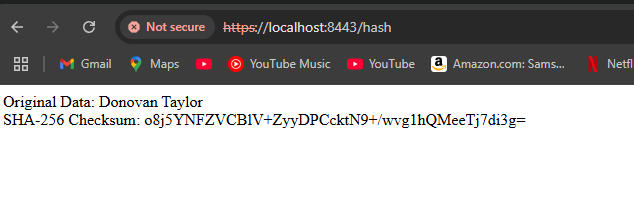 Not secure https://localhost:8443/hash
Gmail Maps YouTube Music YouTube Amazon.com: Sams... Netfl
Original Data: Donovan Taylor
SHA-256 Checksum: o8j5YNFZVCBlV+ZyyDPCcktN9+/wvg1hQMeeTj7di3g=